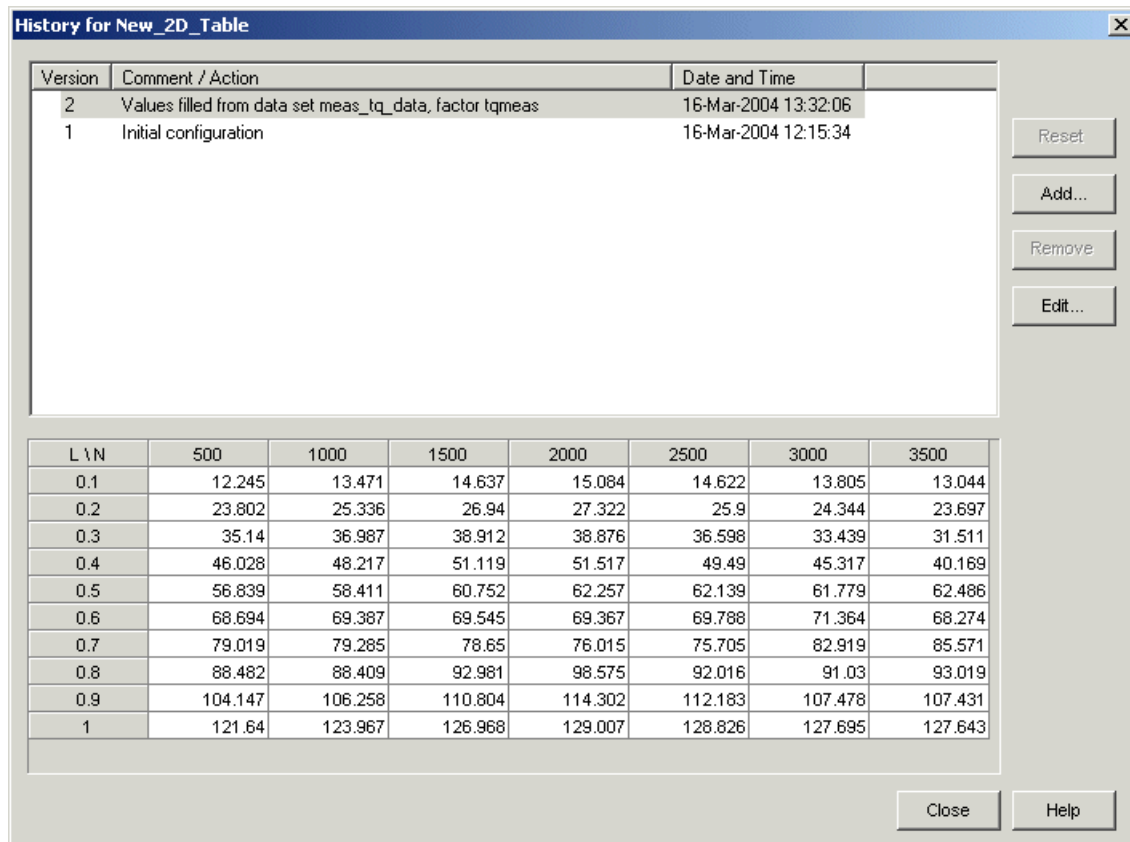 History for New_2D_Table
Version Comment / Action Date and Time
2 Values filled from data set meas_tq_data, factor tqmeas 16-Mar-2004 13:32:06
1 Initial configuration 16-Mar-2004 12:15:34
Reset
Add...
Remove
Edit...
L \ N 500 1000 1500 2000 2500 3000 3500
0.1 12.245 13.471 14.637 15.084 14.622 13.805 13.044
0.2 23.802 25.336 26.94 27.322 25.9 24.344 23.697
0.3 35.14 36.987 38.912 38.876 36.598 33.439 31.511
0.4 46.028 48.217 51.119 51.517 49.49 45.317 40.169
0.5 56.839 58.411 60.752 62.257 62.139 61.779 62.486
0.6 68.694 69.387 69.545 69.367 69.788 71.364 68.274
0.7 79.019 79.285 78.65 76.015 75.705 82.919 85.571
0.8 88.482 88.409 92.981 98.575 92.016 91.03 93.019
0.9 104.147 106.258 110.804 114.302 112.183 107.478 107.431
1 121.64 123.967 126.968 129.007 128.826 127.695 127.643
Close Help